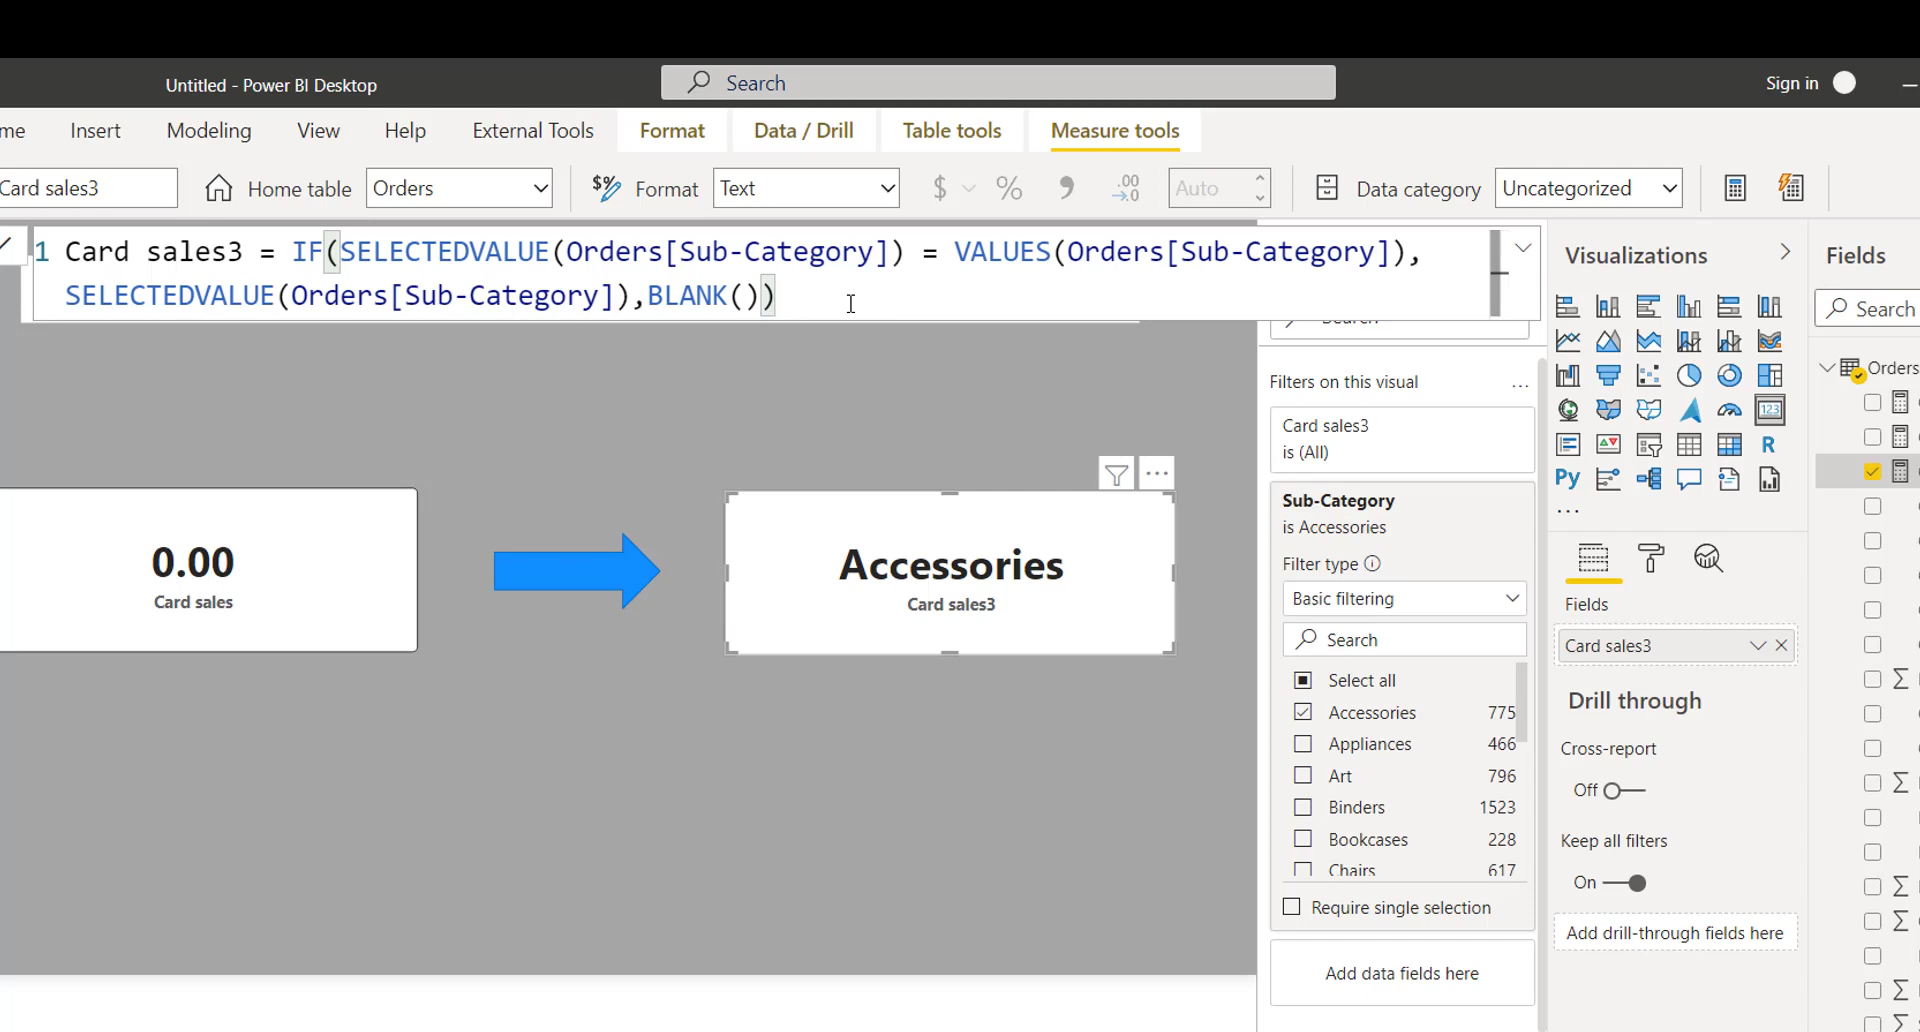 Untitled - Power BI Desktop
Search
Sign in
me Insert Modeling View Help External Tools Format Data / Drill Table tools Measure tools
Card sales3 Home table Orders Format Text $ % .00 →.0 Auto Data category Uncategorized
1 Card sales3 = IF(SELECTEDVALUE(Orders[Sub-Category]) = VALUES(Orders[Sub-Category]),
SELECTEDVALUE(Orders[Sub-Category]),BLANK())
0.00
Card sales
Accessories
Card sales3
Filters on this visual
...
Card sales3
is (All)
Sub-Category
is Accessories
Filter type
Basic filtering
Search
Select all
Accessories 775
Appliances 466
Art 796
Binders 1523
Bookcases 228
Chairs 617
Require single selection
Add data fields here
Visualizations
123
R
Py
...
Fields
Card sales3
Drill through
Cross-report
Off
Keep all filters
On
Add drill-through fields here
Fields
Search
Orders